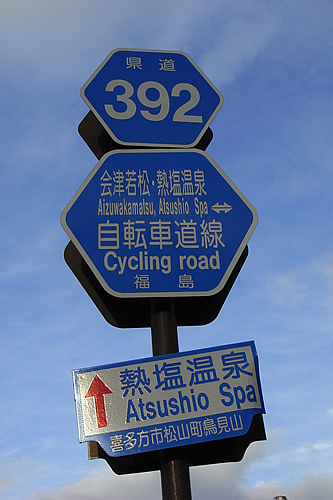 県道
392
会津若松・熱塩温泉
Aizuwakamatsu, Atsushio Spa ↔
自転車道線
Cycling road
福島
熱塩温泉
Atsushio Spa
喜多方市松山町鳥見山